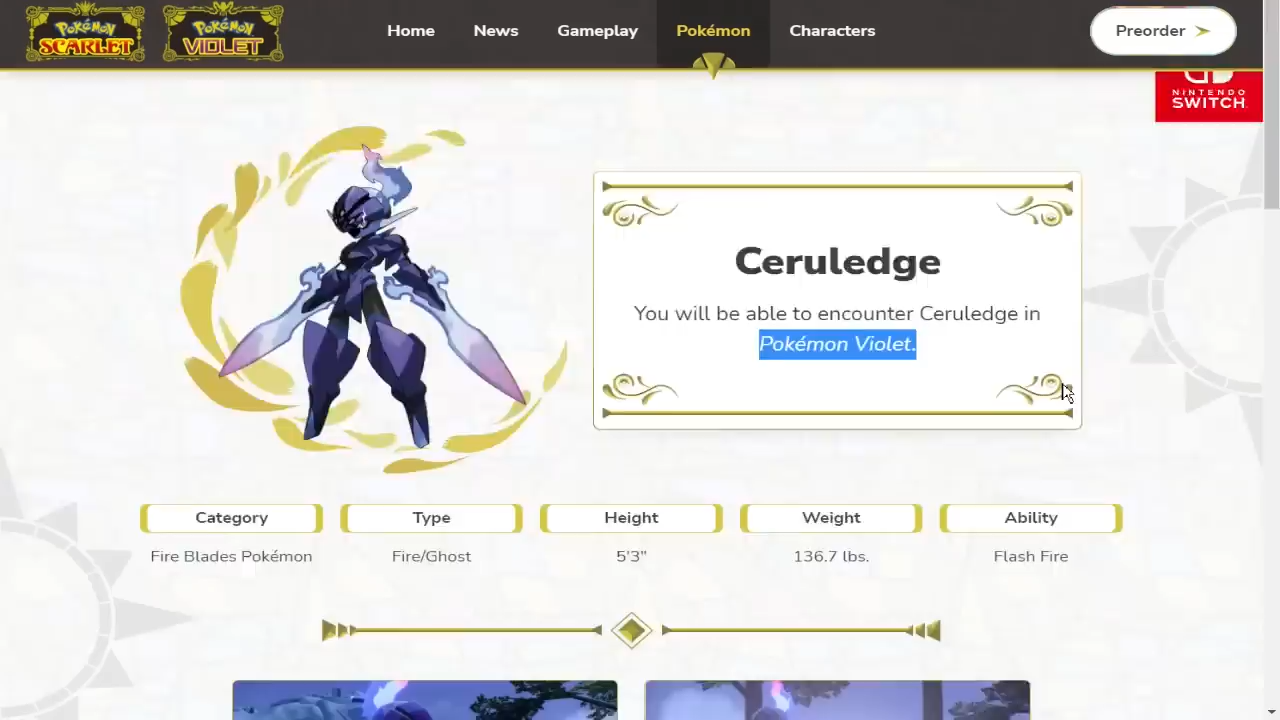 Pokémon
SCARLET
Pokémon
VIOLET
Home
News
Gameplay
Pokémon
Characters
Preorder
NINTENDO
SWITCH
Ceruledge
You will be able to encounter Ceruledge in
Pokémon Violet.
Category
Type
Height
Weight
Ability
Fire Blades Pokémon
Fire/Ghost
5'3"
136.7 lbs.
Flash Fire